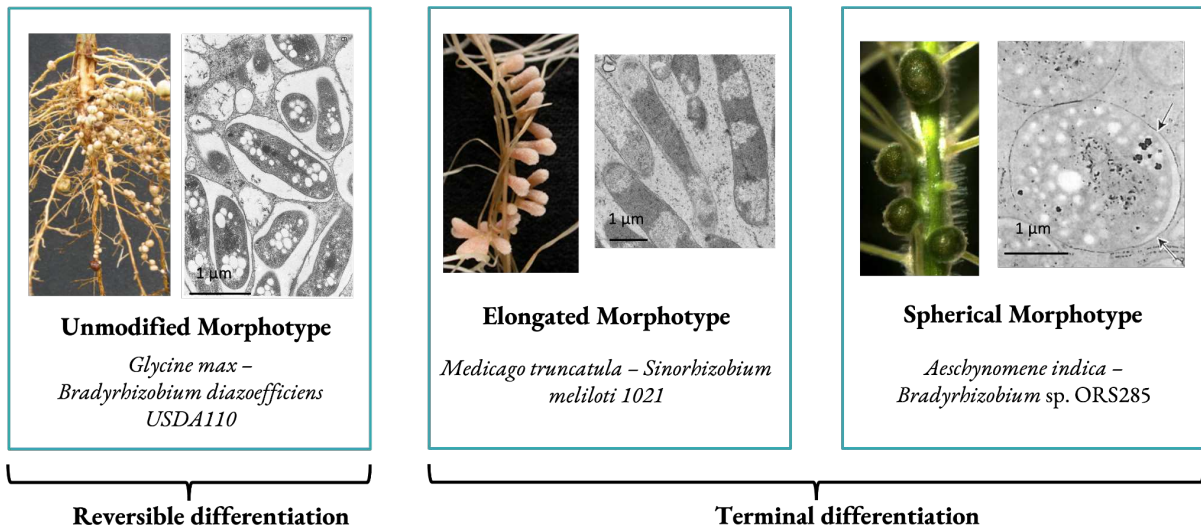 1 μm
Unmodified Morphotype
Glycine max –
Bradyrhizobium diazoefficiens
USDA110
1 μm
Elongated Morphotype
Medicago truncatula – Sinorhizobium
meliloti 1021
1 μm
Spherical Morphotype
Aeschynomene indica –
Bradyrhizobium sp. ORS285
Reversible differentiation
Terminal differentiation